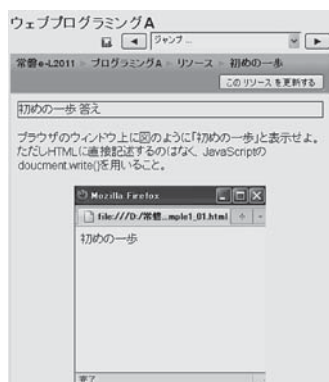 ウェブプログラミングA
ジャンプ...
常磐e-L2011 ► プログラミングA ► リソース ► 初めの一歩
このリソースを更新する
初めの一歩 答え
ブラウザのウィンドウ上に図のように「初めの一歩」と表示せよ。
ただしHTMLに直接記述するのはなく、JavaScriptの
doucment.write()を用いること。
Mozilla Firefox
file:///D:/常磐...mple1_01.html
初めの一歩
完了